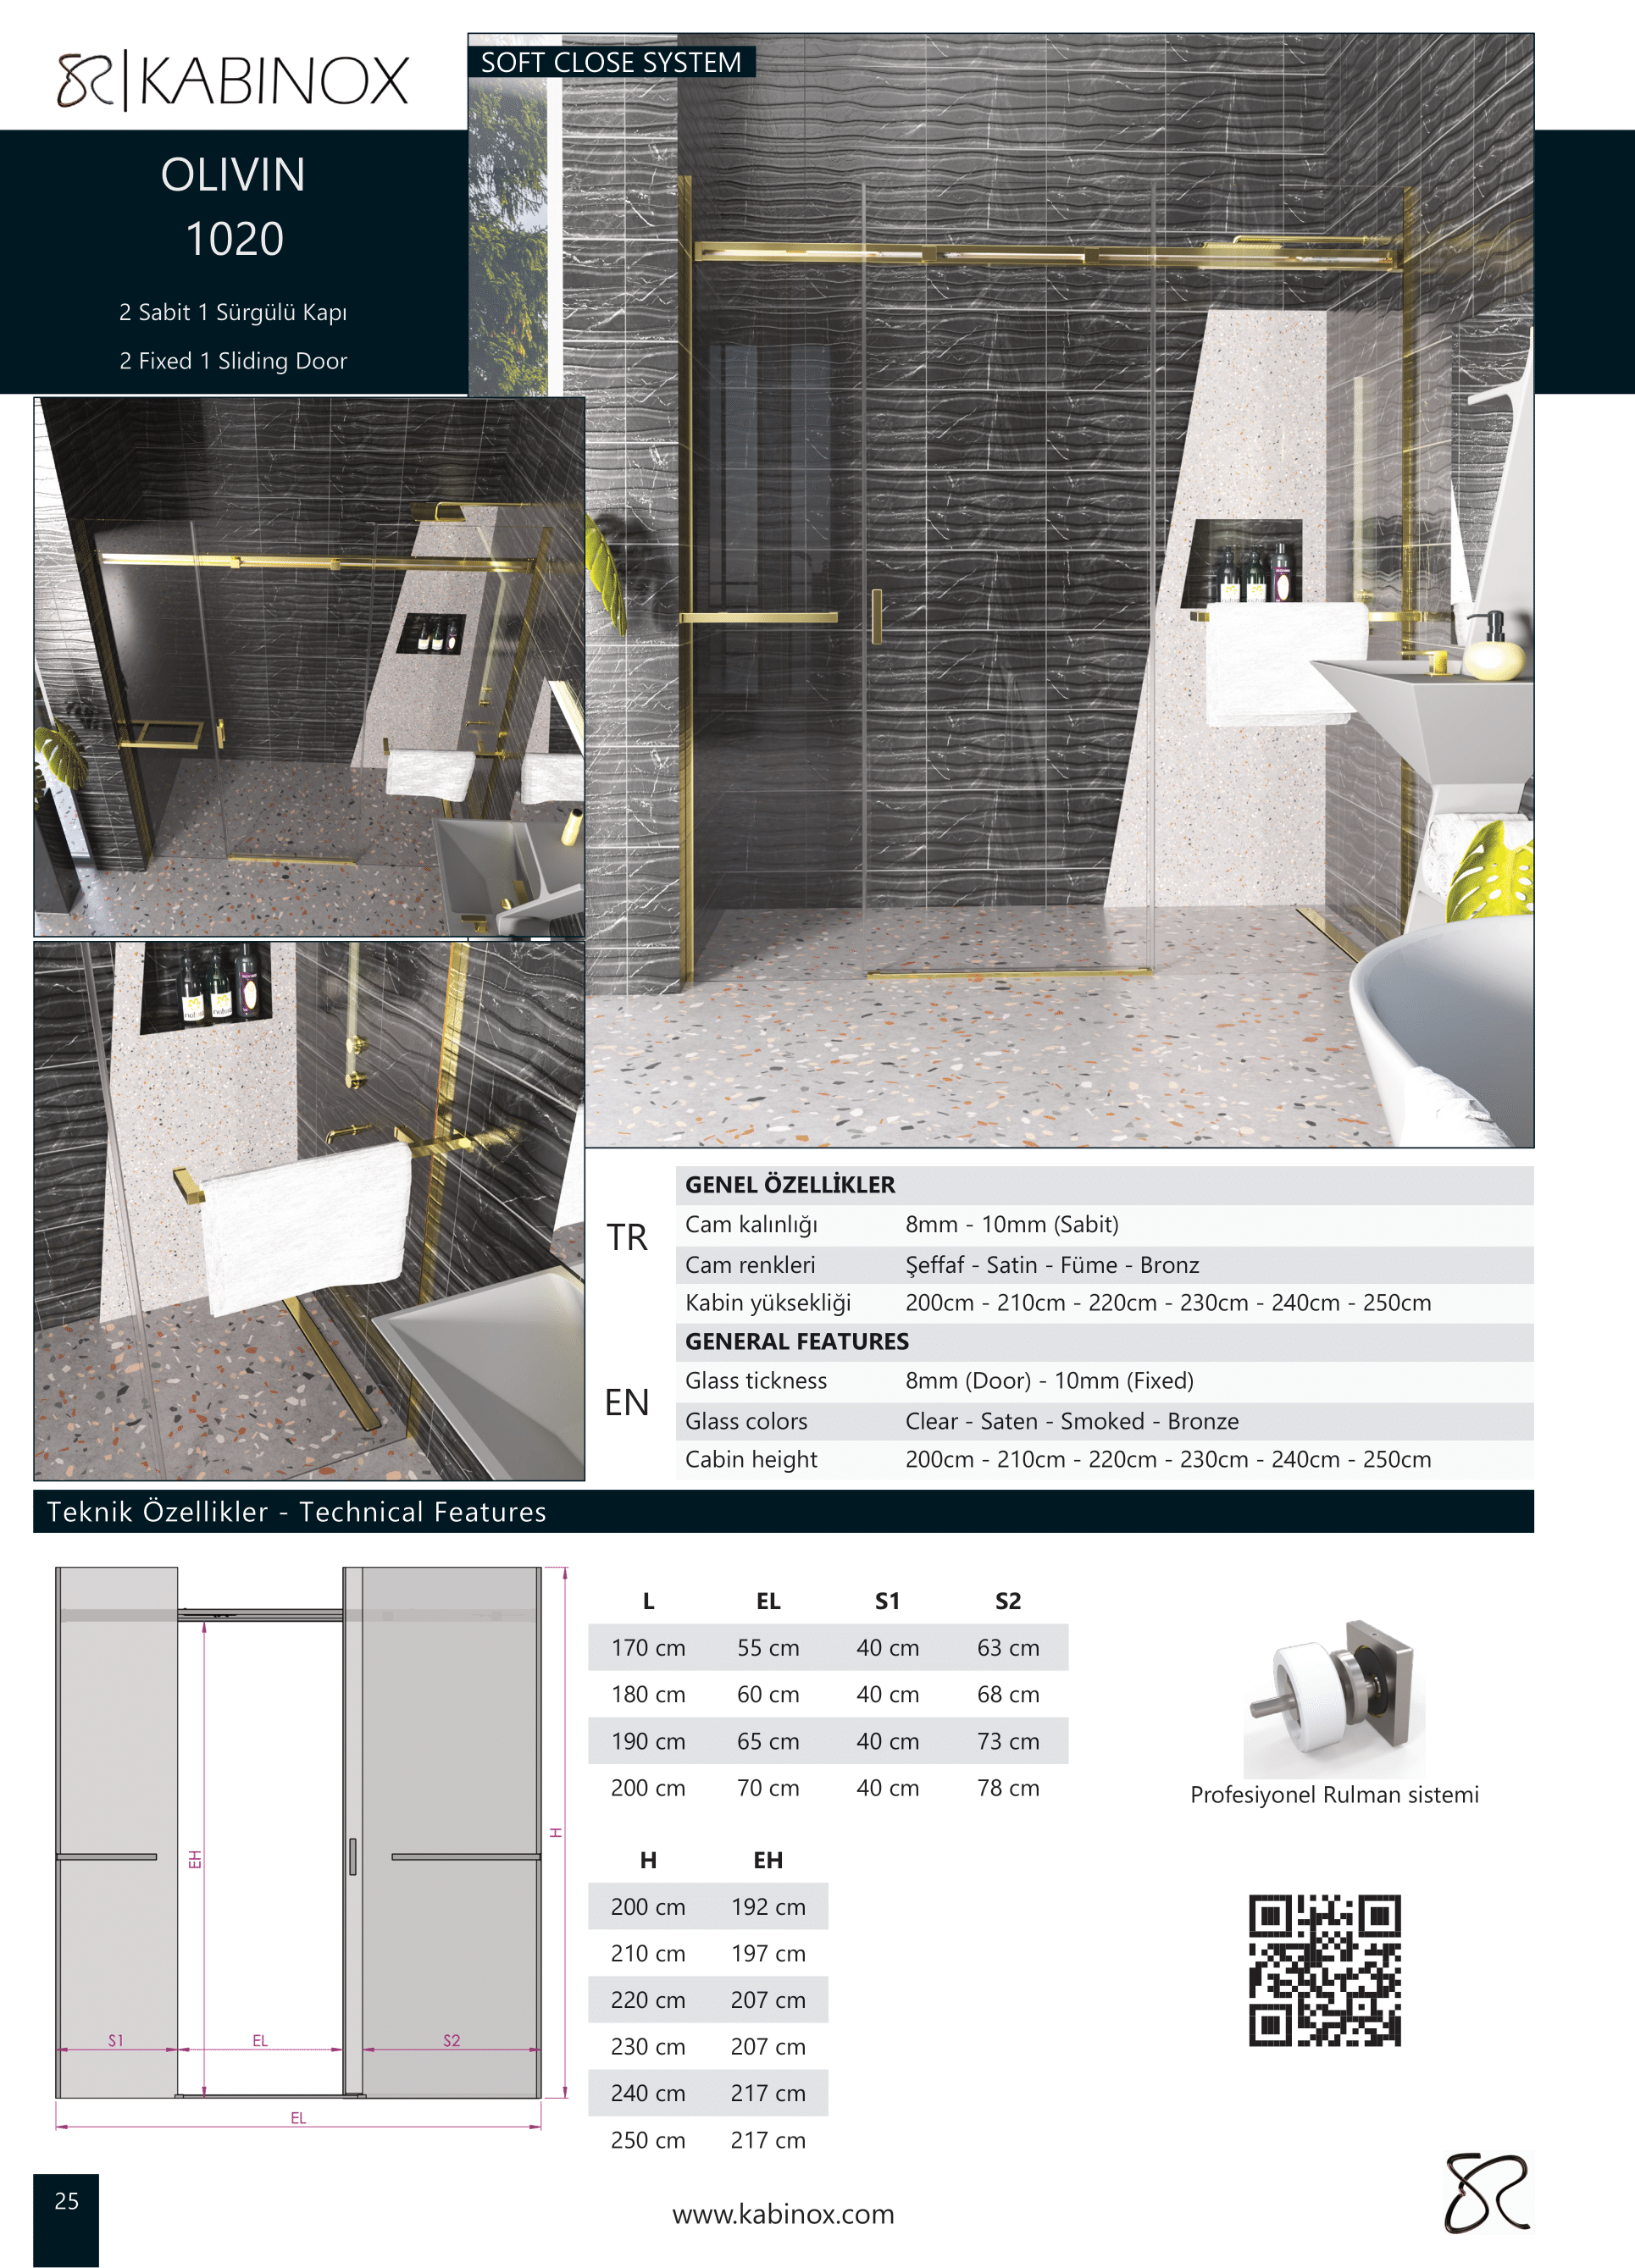 KABINOX
SOFT CLOSE SYSTEM
OLIVIN
1020
2 Sabit 1 Sürgülü Kapı
2 Fixed 1 Sliding Door
TR
GENEL ÖZELLİKLER
Cam kalınlığı 8mm - 10mm (Sabit)
Cam renkleri Şeffaf - Satin - Füme - Bronz
Kabin yüksekliği 200cm - 210cm - 220cm - 230cm - 240cm - 250cm
EN
GENERAL FEATURES
Glass tickness 8mm (Door) - 10mm (Fixed)
Glass colors Clear - Saten - Smoked - Bronze
Cabin height 200cm - 210cm - 220cm - 230cm - 240cm - 250cm
Teknik Özellikler - Technical Features
EH
H
S1 EL S2
EL
L EL S1 S2
170 cm 55 cm 40 cm 63 cm
180 cm 60 cm 40 cm 68 cm
190 cm 65 cm 40 cm 73 cm
200 cm 70 cm 40 cm 78 cm
H EH
200 cm 192 cm
210 cm 197 cm
220 cm 207 cm
230 cm 207 cm
240 cm 217 cm
250 cm 217 cm
Profesiyonel Rulman sistemi
25
www.kabinox.com